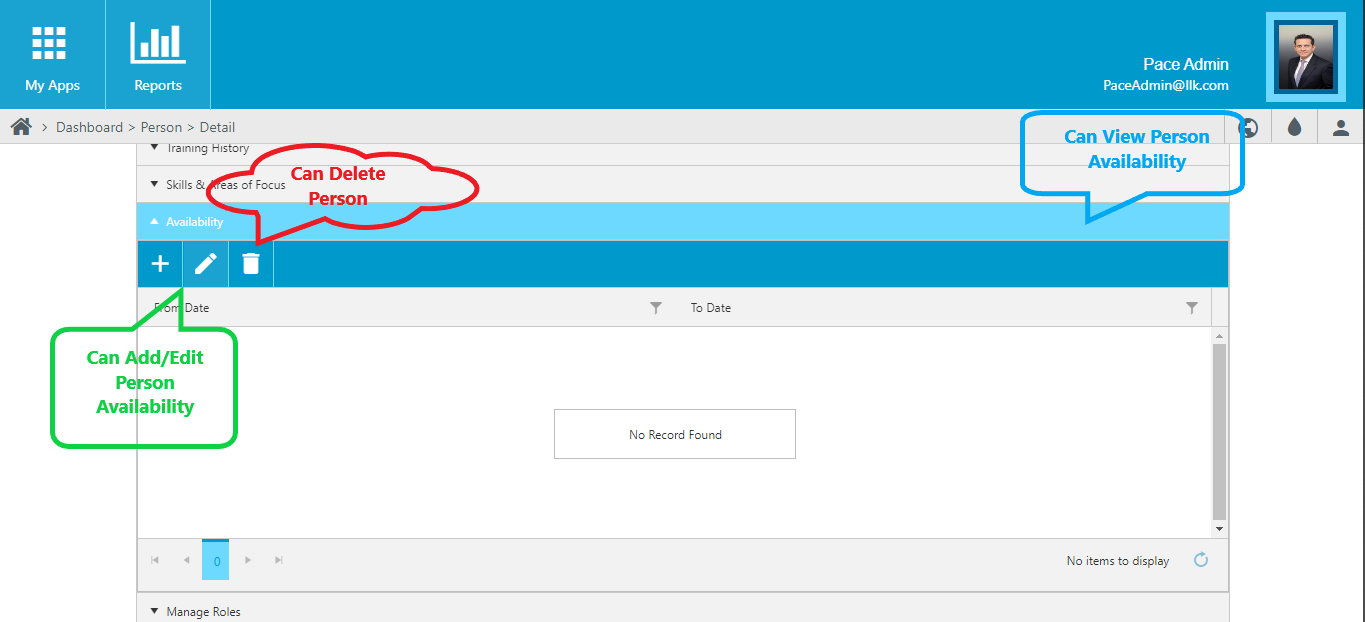 My Apps
Reports
Pace Admin
PaceAdmin@llk.com
Dashboard > Person > Detail
Can View Person
Availability
Training History
Can Delete
Person
Skills & Areas of Focus
Availability
From Date
To Date
Can Add/Edit
Person
Availability
No Record Found
0
No items to display
Manage Roles